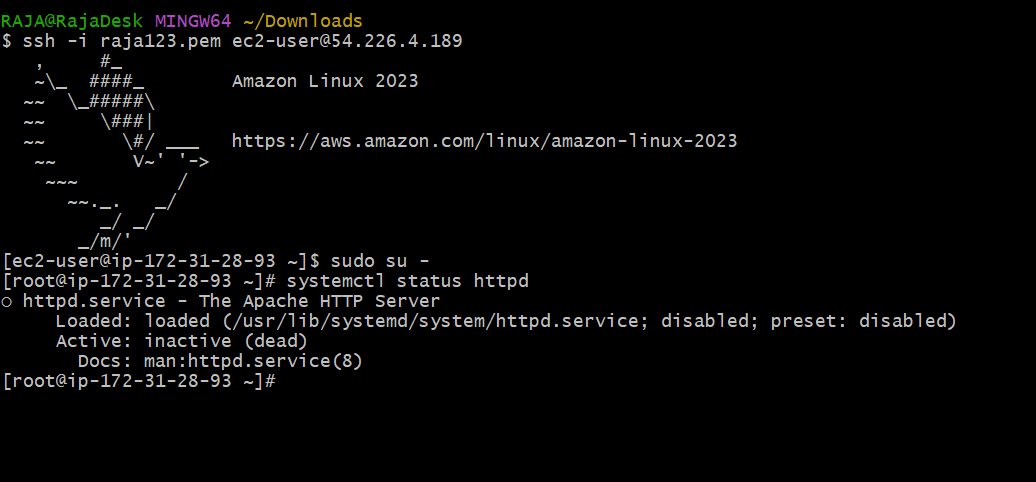 RAJA@RajaDesk MINGW64 ~/Downloads
$ ssh -i raja123.pem ec2-user@54.226.4.189
   ,     #_
   ~\_  ####_        Amazon Linux 2023
  ~~  \_#####\
  ~~     \###|
  ~~       \#/ ___   https://aws.amazon.com/linux/amazon-linux-2023
   ~~       V~' '->
    ~~~         /
      ~~._.   _/
         _/ _/
       _/m/'
[ec2-user@ip-172-31-28-93 ~]$ sudo su -
[root@ip-172-31-28-93 ~]# systemctl status httpd
○ httpd.service - The Apache HTTP Server
     Loaded: loaded (/usr/lib/systemd/system/httpd.service; disabled; preset: disabled)
     Active: inactive (dead)
       Docs: man:httpd.service(8)
[root@ip-172-31-28-93 ~]#